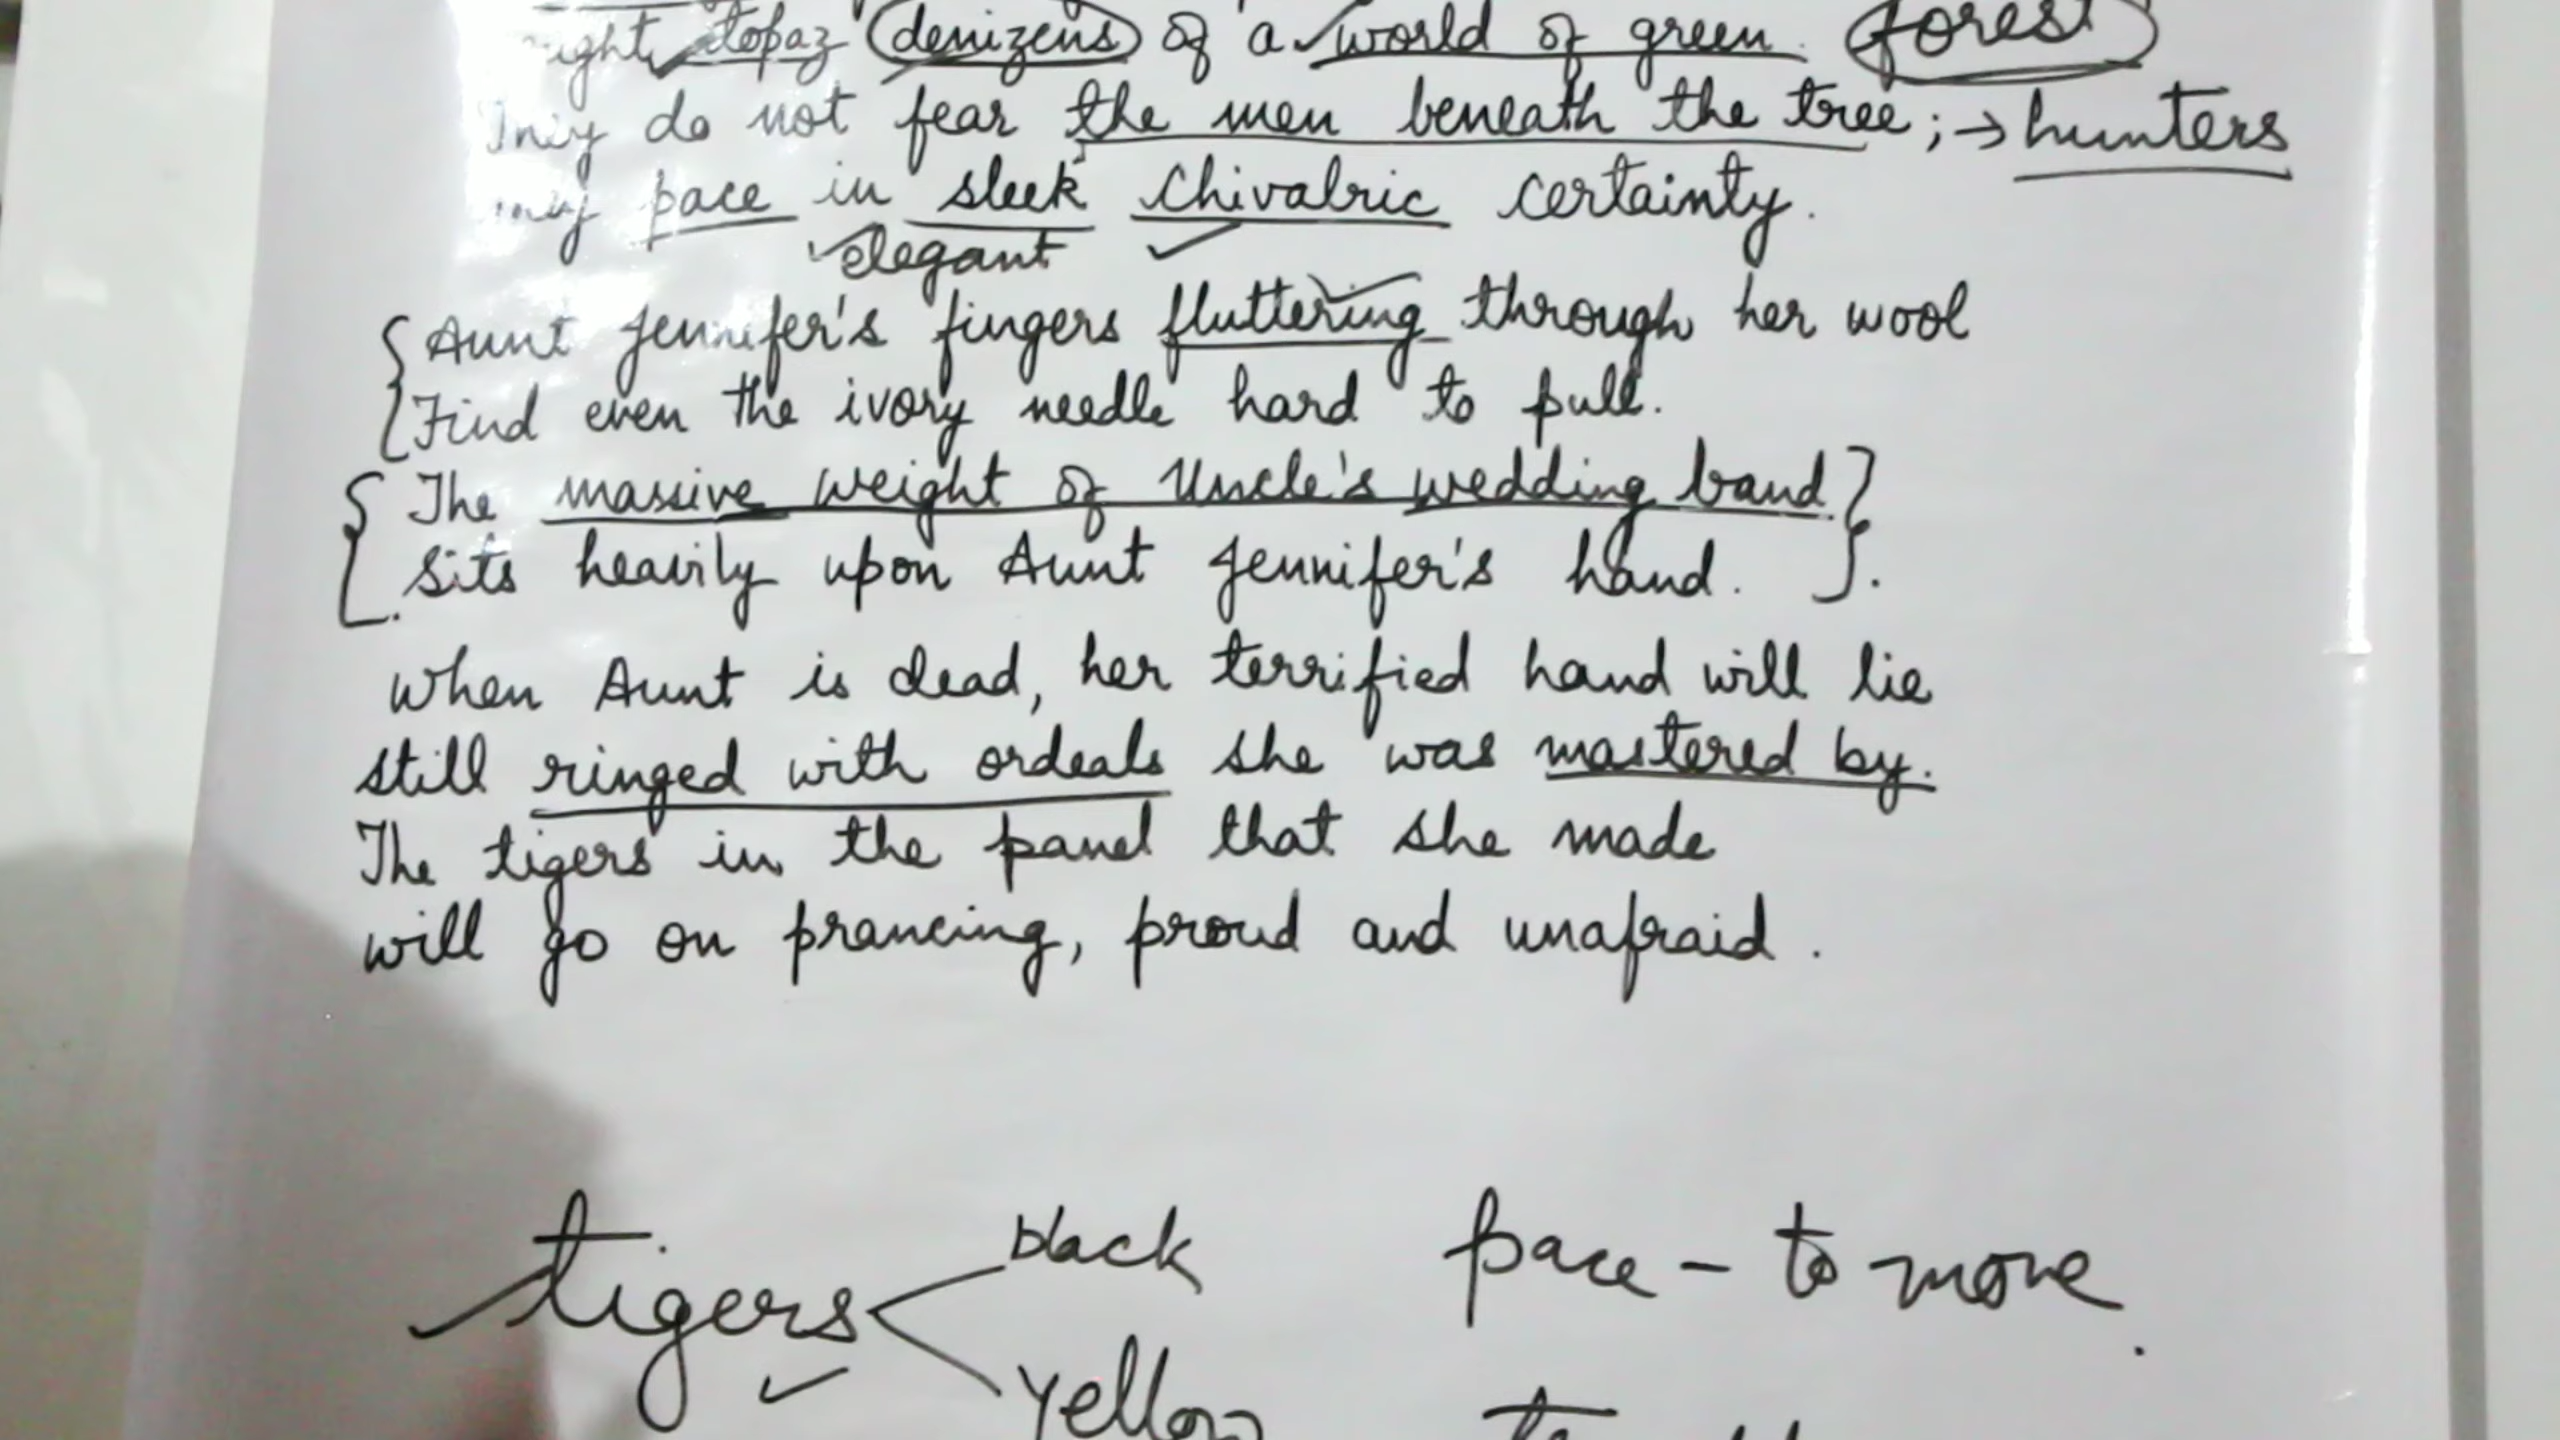 topaz denizens of a world of green. forest
They do not fear the men beneath the tree; → hunters
They pace in sleek chivalric certainty.
elegant
Aunt Jennifer's fingers fluttering through her wool
Find even the ivory needle hard to pull.
The massive weight of Uncle's wedding band
sits heavily upon Aunt Jennifer's hand.
when Aunt is dead, her terrified hand will lie
still ringed with ordeals she was mastered by.
The tigers in the panel that she made
will go on prancing, proud and unafraid.
tigers black pace - to move
yellow